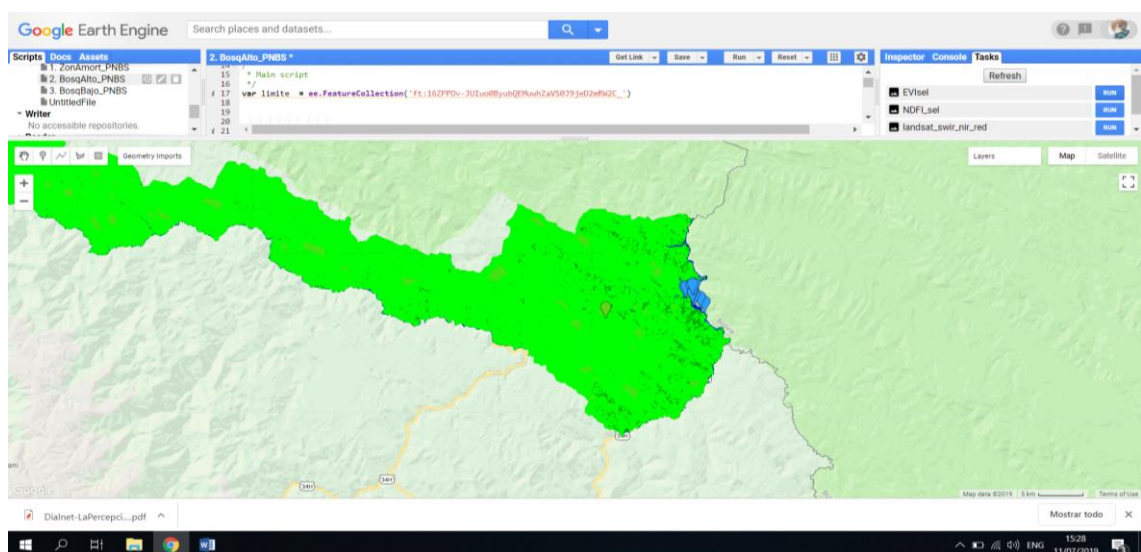 Google Earth Engine
Search places and datasets...
Scripts Docs Assets
1. ZonAmort_PNBS
2. BosqAlto_PNBS
3. BosqBajo_PNBS
UntitledFile
Writer
No accessible repositories.
2. BosqAlto_PNBS *
Get Link
Save
Run
Reset
15
16
17
18
19
20
21
* Main script
*/
var limite = ee.FeatureCollection(
Inspector Console Tasks
Refresh
EVIsel
RUN
NDFI_sel
RUN
landsat_swir_nir_red
RUN
Geometry Imports
Layers
Map
Satellite
34H
34H
34H
Google
Map data ©2019
5 km
Terms of Use
Dialnet-LaPercepci....pdf
Mostrar todo
ENG
15:28
11/07/2019